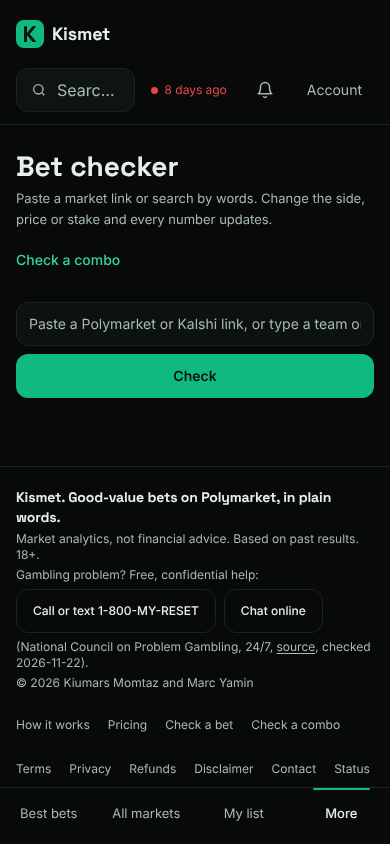 Kismet
Searc...
8 days ago
Account
Bet checker
Paste a market link or search by words. Change the side,
price or stake and every number updates.
Check a combo
Paste a Polymarket or Kalshi link, or type a team o
Check
Kismet. Good-value bets on Polymarket, in plain
words.
Market analytics, not financial advice. Based on past results.
18+.
Gambling problem? Free, confidential help:
Call or text 1-800-MY-RESET
Chat online
(National Council on Problem Gambling, 24/7, source, checked
2026-11-22).
© 2026 Kiumars Momtaz and Marc Yamin
How it works Pricing Check a bet Check a combo
Terms Privacy Refunds Disclaimer Contact Status
Best bets All markets My list More